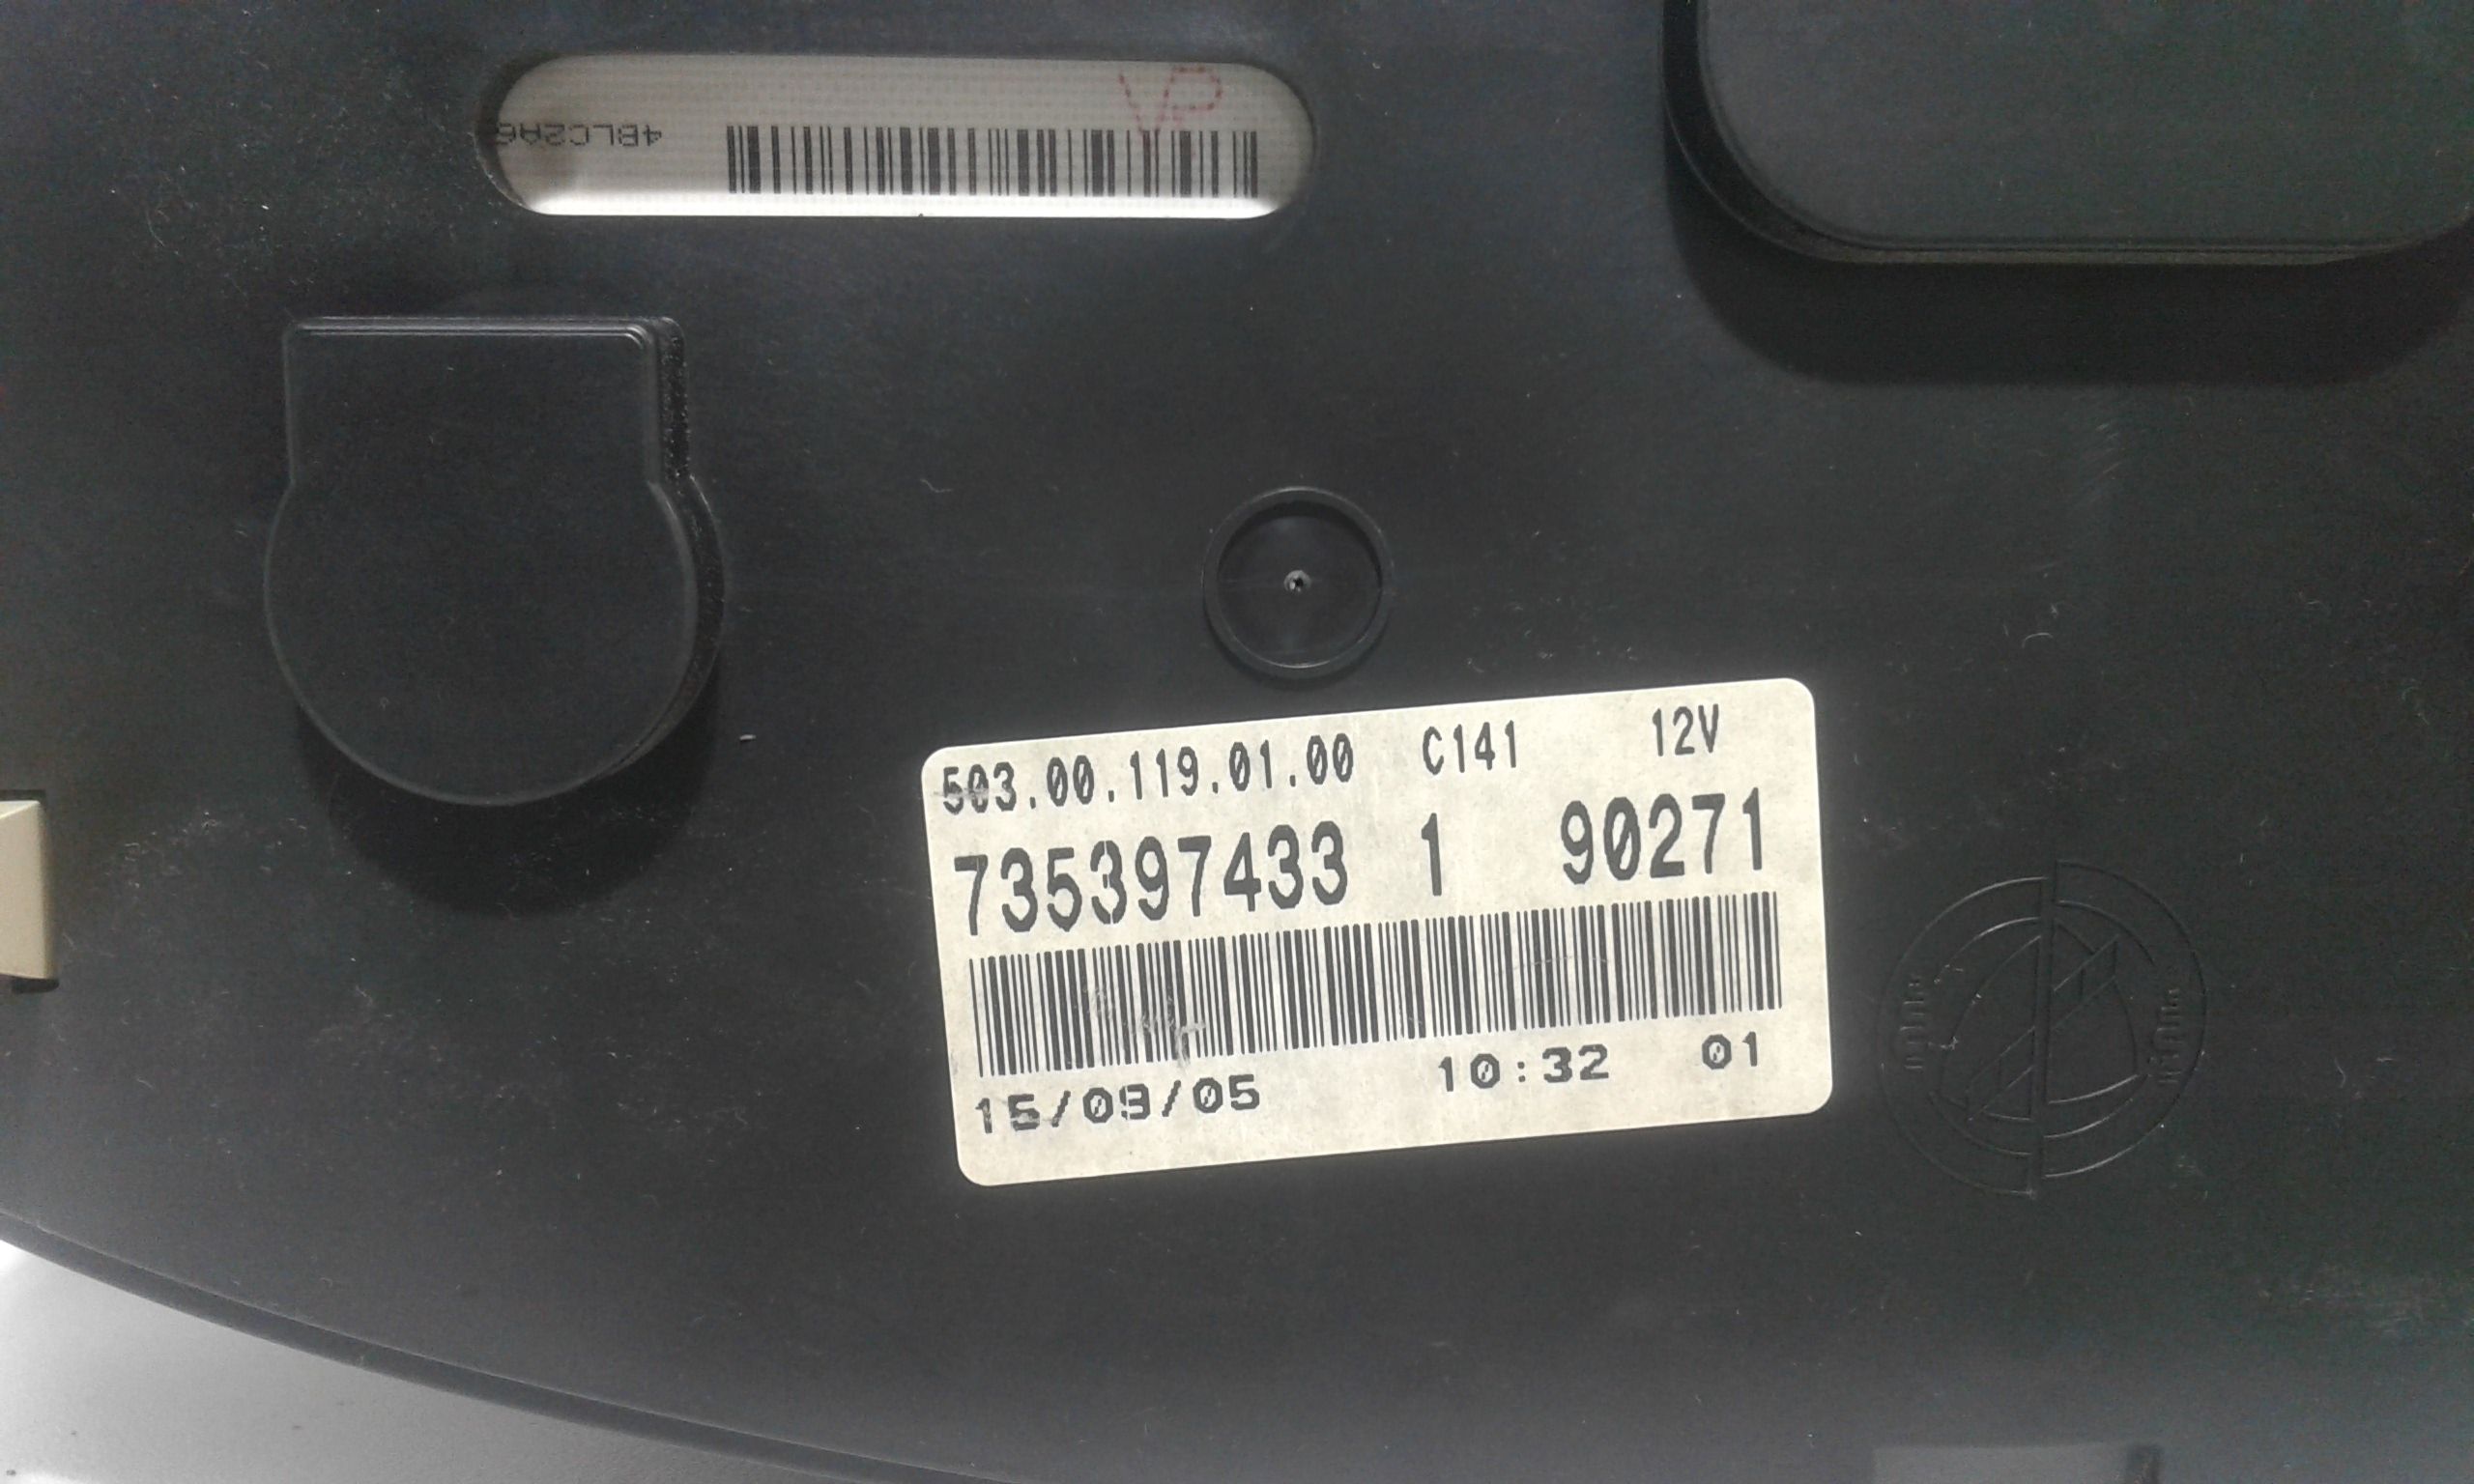 4BLC2A6
VP
503.00.119.01.00 C141 12V
735397433 1 90271
15/09/05 10:32 01